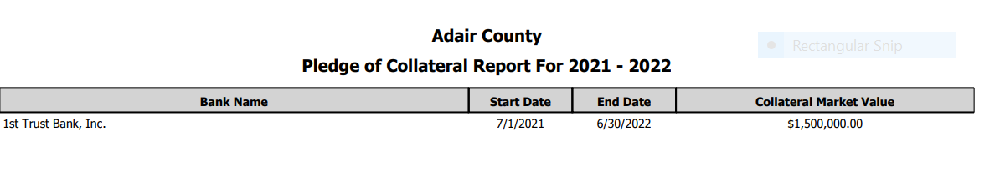 Adair County
Rectangular Snip
Pledge of Collateral Report For 2021 - 2022
Bank Name Start Date End Date Collateral Market Value
1st Trust Bank, Inc. 7/1/2021 6/30/2022 $1,500,000.00